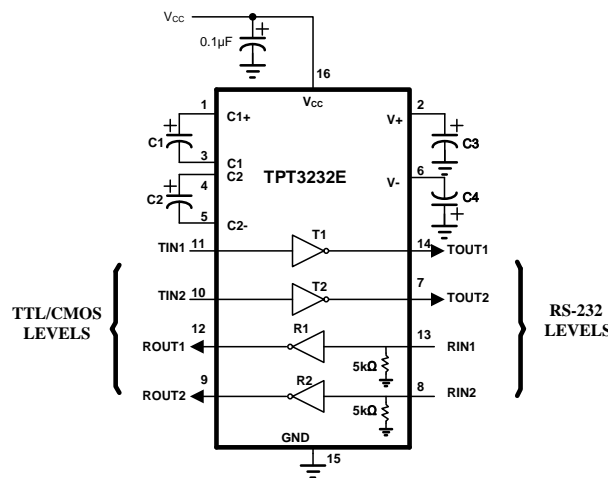 VCC
0.1µF
16
VCC
1
C1+
C1
3
C1
C2
4
C2
5
C2-
TPT3232E
2
V+
C3
6
V-
C4
TIN1
11
T1
14
TOUT1
TIN2
10
T2
7
TOUT2
TTL/CMOS
LEVELS
RS-232
LEVELS
12
ROUT1
R1
13
RIN1
5kΩ
9
ROUT2
R2
8
RIN2
5kΩ
GND
15